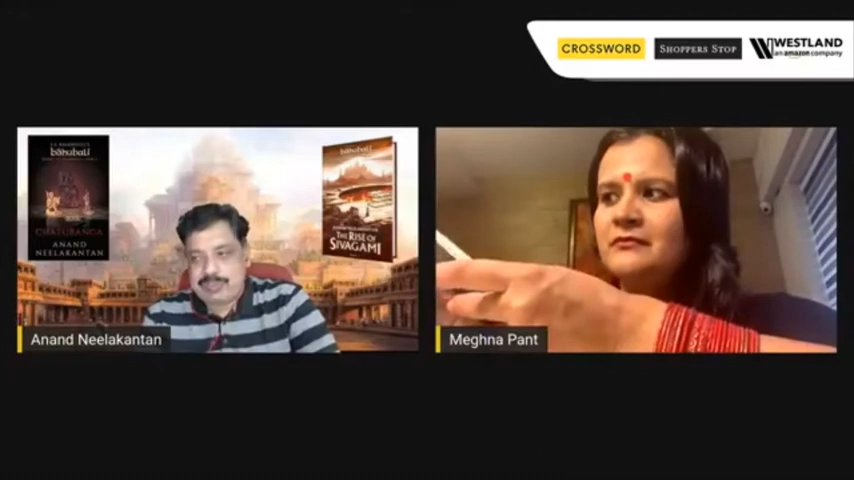 CROSSWORD
SHOPPERS STOP
WESTLAND
an amazon company
bāhubali
CHATURANGA
ANAND
NEELAKANTAN
bāhubali
THE RISE OF
SIVAGAMI
Anand Neelakantan
Meghna Pant